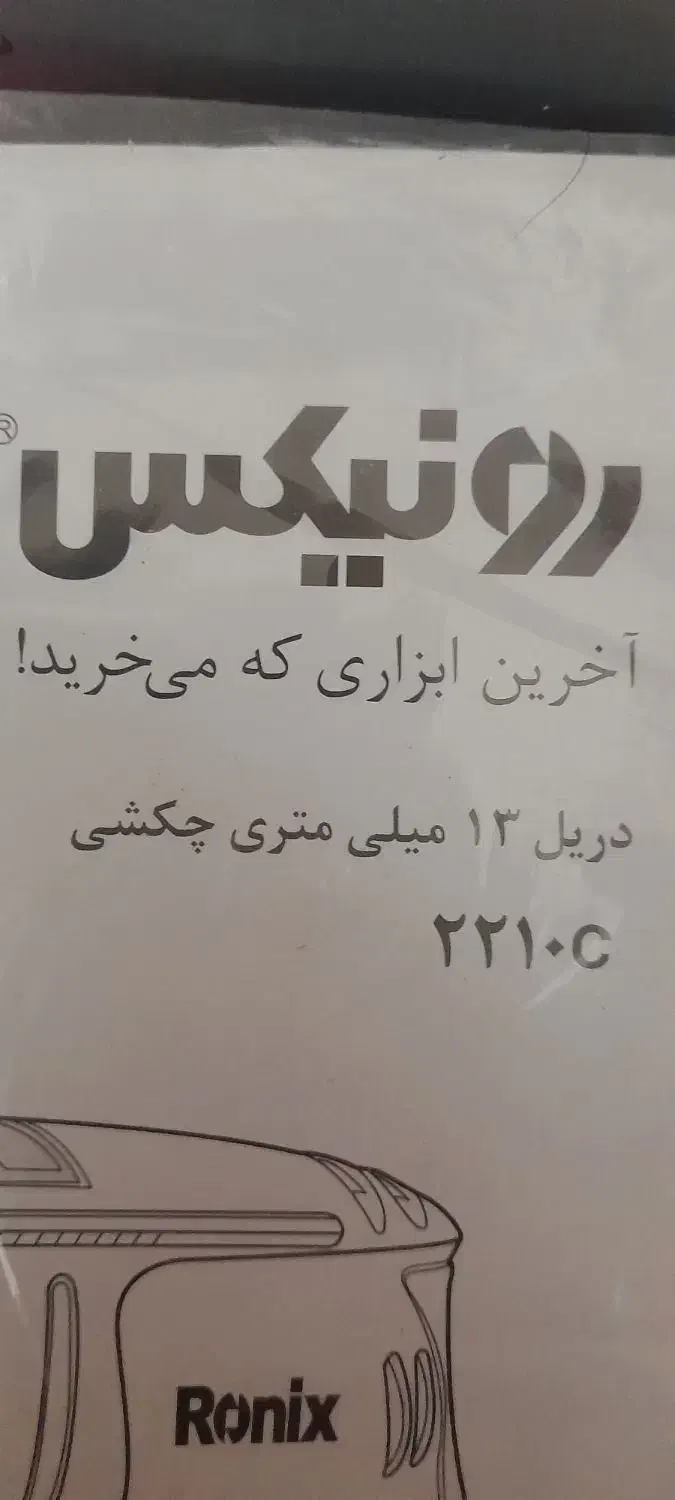 رونیکس®
آخرین ابزاری که می‌خرید!
دریل ۱۳ میلی متری چکشی
۲۲۱۰C
Ronix